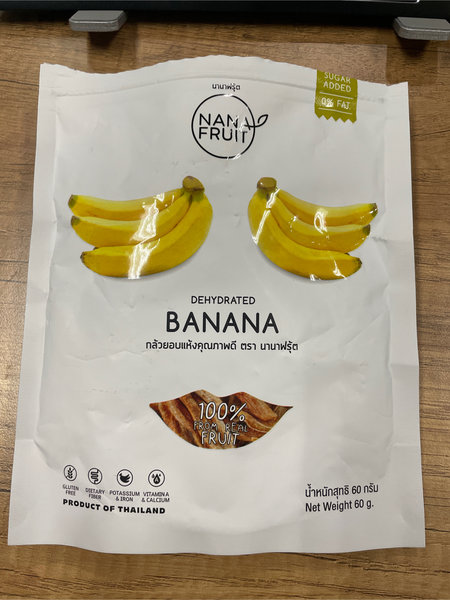 นานาฟรุ้ต
NANA
FRUIT
SUGAR
ADDED
0% FAT
DEHYDRATED
BANANA
กล้วยอบแห้งคุณภาพดี ตรา นานาฟรุ้ต
100%
FROM REAL
FRUIT
GLUTEN
FREE
DIETARY
FIBER
POTASSIUM
& IRON
VITAMIN A
& CALCIUM
PRODUCT OF THAILAND
น้ำหนักสุทธิ 60 กรัม
Net Weight 60 g.